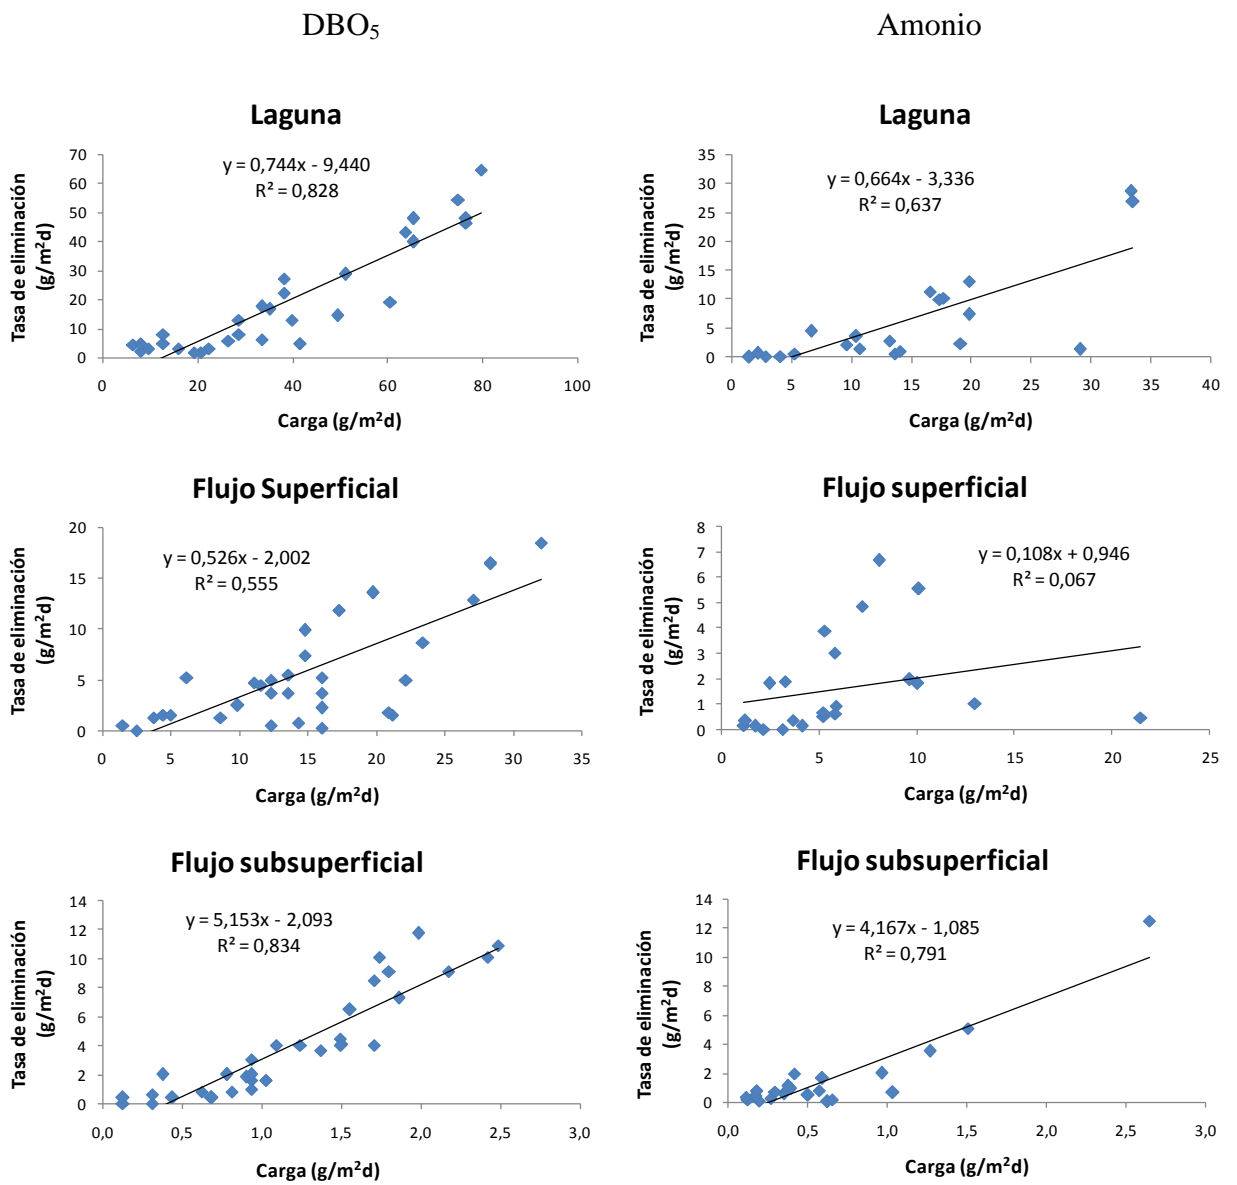 DBO₅
Amonio
Laguna
y = 0,744x - 9,440
R² = 0,828
Tasa de eliminación
(g/m²d)
70
60
50
40
30
20
10
0
0 20 40 60 80 100
Carga (g/m²d)
Laguna
y = 0,664x - 3,336
R² = 0,637
Tasa de eliminación
(g/m²d)
35
30
25
20
15
10
5
0
0 5 10 15 20 25 30 35 40
Carga (g/m²d)
Flujo Superficial
y = 0,526x - 2,002
R² = 0,555
Tasa de eliminación
(g/m²d)
20
15
10
5
0
0 5 10 15 20 25 30 35
Carga (g/m²d)
Flujo superficial
y = 0,108x + 0,946
R² = 0,067
Tasa de eliminación
(g/m²d)
8
7
6
5
4
3
2
1
0
0 5 10 15 20 25
Carga (g/m²d)
Flujo subsuperficial
y = 5,153x - 2,093
R² = 0,834
Tasa de eliminación
(g/m²d)
14
12
10
8
6
4
2
0
0,0 0,5 1,0 1,5 2,0 2,5 3,0
Carga (g/m²d)
Flujo subsuperficial
y = 4,167x - 1,085
R² = 0,791
Tasa de eliminación
(g/m²d)
14
12
10
8
6
4
2
0
0,0 0,5 1,0 1,5 2,0 2,5 3,0
Carga (g/m²d)